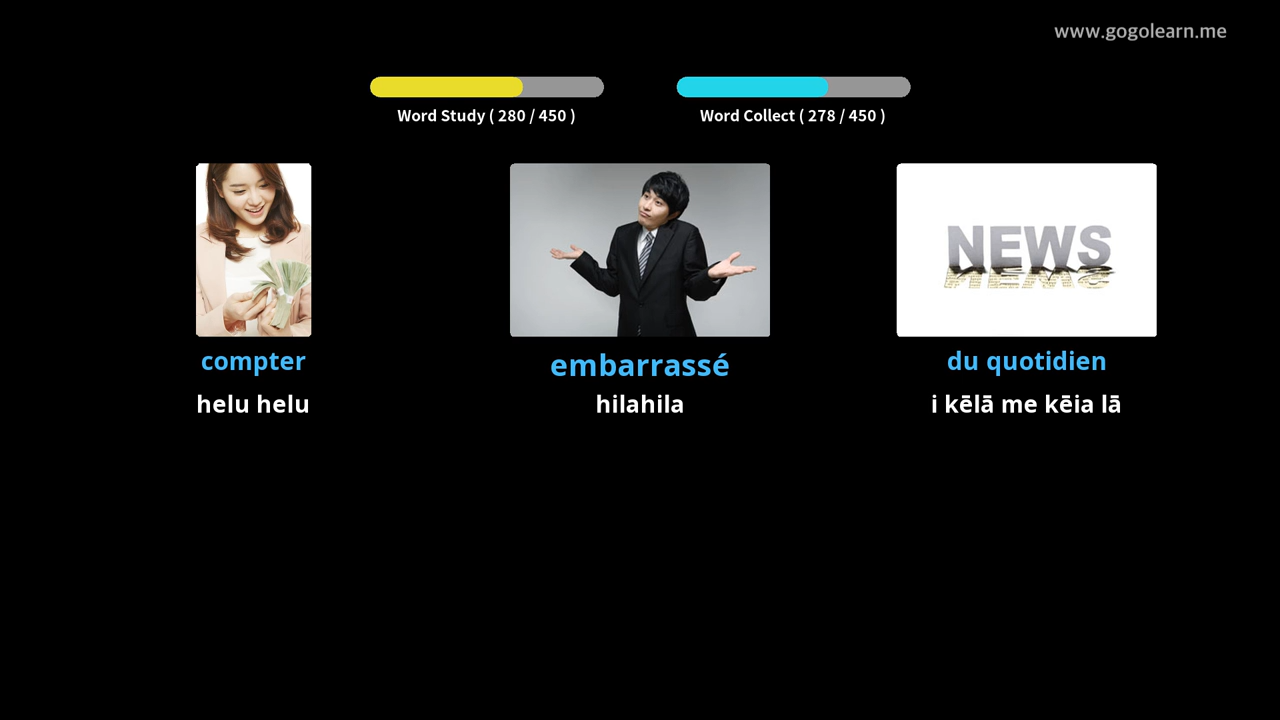 www.gogolearn.me
Word Study ( 280 / 450 )
Word Collect ( 278 / 450 )
NEWS
compter
embarrassé
du quotidien
helu helu
hilahila
i kēlā me kēia lā